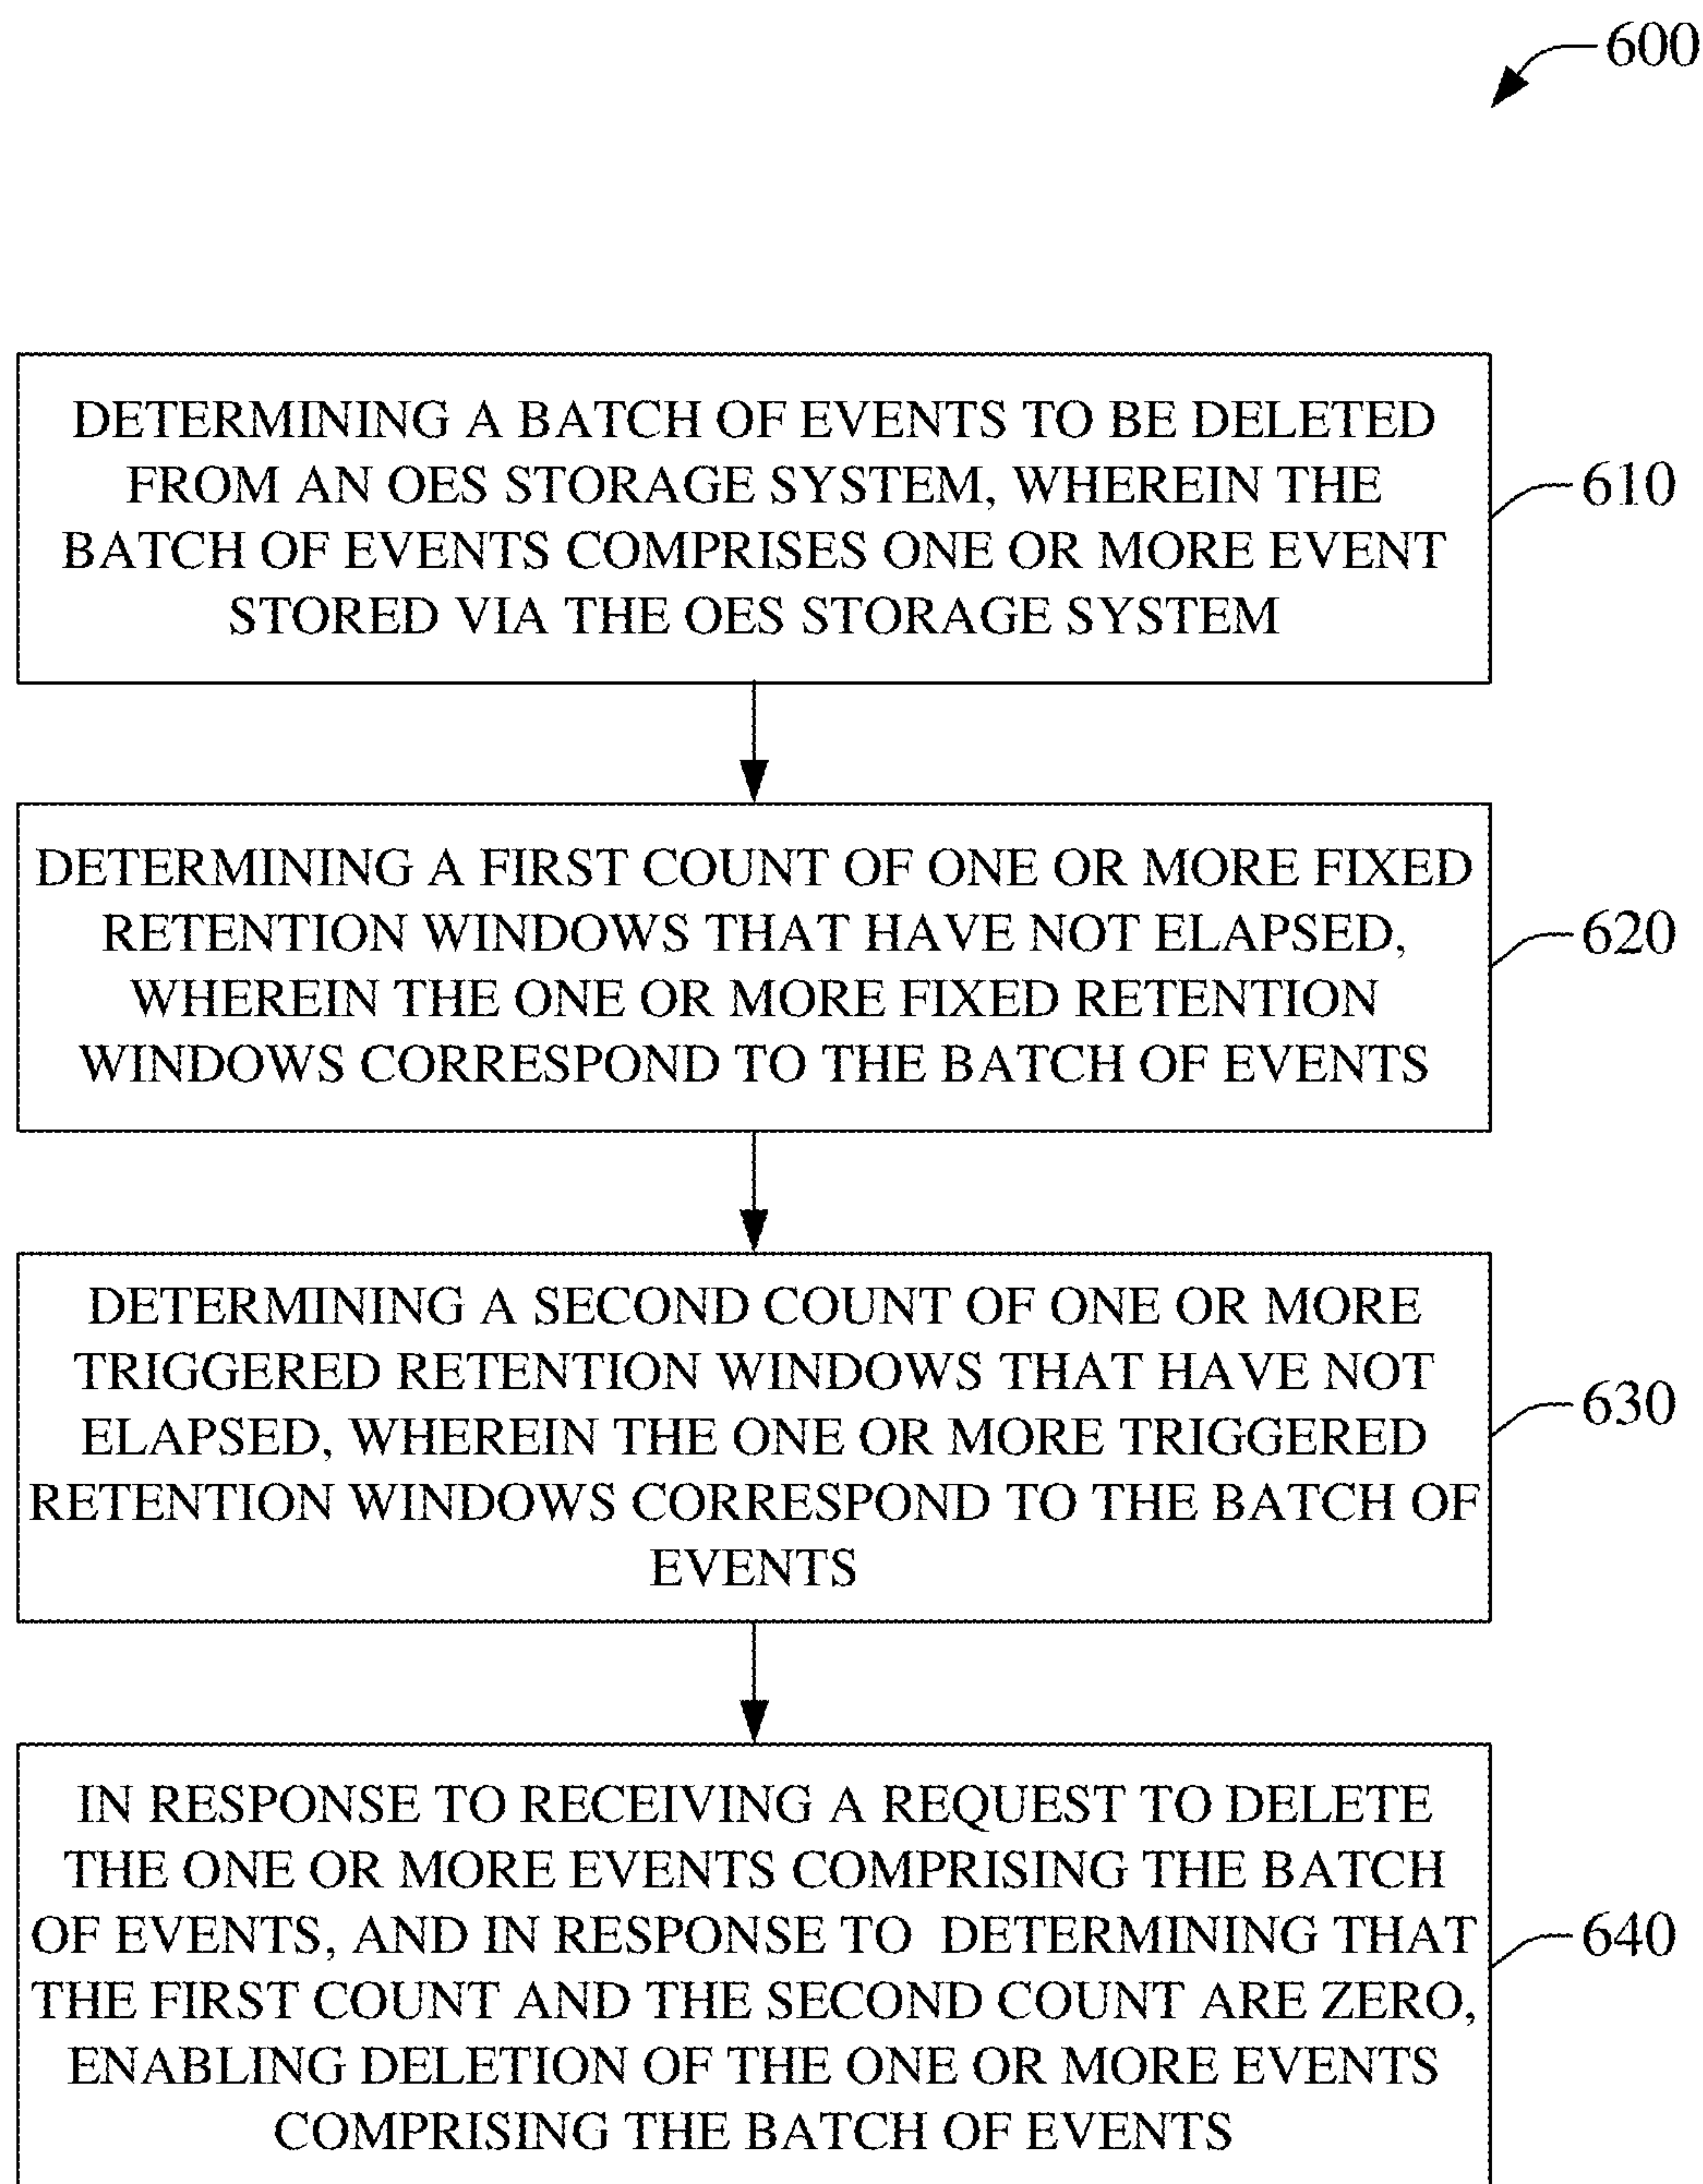 600
DETERMINING A BATCH OF EVENTS TO BE DELETED
FROM AN OES STORAGE SYSTEM, WHEREIN THE
BATCH OF EVENTS COMPRISES ONE OR MORE EVENT
STORED VIA THE OES STORAGE SYSTEM
610
DETERMINING A FIRST COUNT OF ONE OR MORE FIXED
RETENTION WINDOWS THAT HAVE NOT ELAPSED,
WHEREIN THE ONE OR MORE FIXED RETENTION
WINDOWS CORRESPOND TO THE BATCH OF EVENTS
620
DETERMINING A SECOND COUNT OF ONE OR MORE
TRIGGERED RETENTION WINDOWS THAT HAVE NOT
ELAPSED, WHEREIN THE ONE OR MORE TRIGGERED
RETENTION WINDOWS CORRESPOND TO THE BATCH OF
EVENTS
630
IN RESPONSE TO RECEIVING A REQUEST TO DELETE
THE ONE OR MORE EVENTS COMPRISING THE BATCH
OF EVENTS, AND IN RESPONSE TO DETERMINING THAT
THE FIRST COUNT AND THE SECOND COUNT ARE ZERO,
ENABLING DELETION OF THE ONE OR MORE EVENTS
COMPRISING THE BATCH OF EVENTS
640